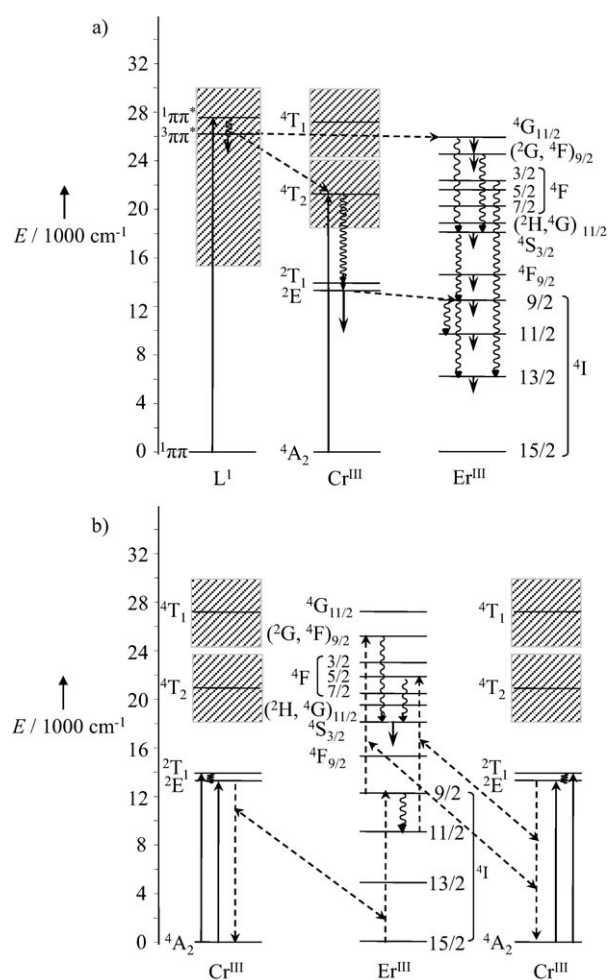 a)
32
28
24
20
16
12
8
4
0
E / 1000 cm⁻¹
¹ππ*
³ππ*
¹ππ
L¹
⁴T₁
⁴T₂
²T₁
²E
⁴A₂
Crᴵᴵᴵ
⁴G₁₁/₂
(²G, ⁴F)₉/₂
3/2
5/2
7/2
⁴F
(²H,⁴G) ₁₁/₂
⁴S₃/₂
⁴F₉/₂
9/2
11/2
13/2
15/2
⁴I
Erᴵᴵᴵ
b)
32
28
24
20
16
12
8
4
0
E / 1000 cm⁻¹
⁴T₁
⁴T₂
²T₁
²E
⁴A₂
Crᴵᴵᴵ
⁴G₁₁/₂
(²G, ⁴F)₉/₂
⁴F
3/2
5/2
7/2
(²H, ⁴G)₁₁/₂
⁴S₃/₂
⁴F₉/₂
9/2
11/2
13/2
15/2
⁴I
Erᴵᴵᴵ
⁴T₁
⁴T₂
²T₁
²E
⁴A₂
Crᴵᴵᴵ